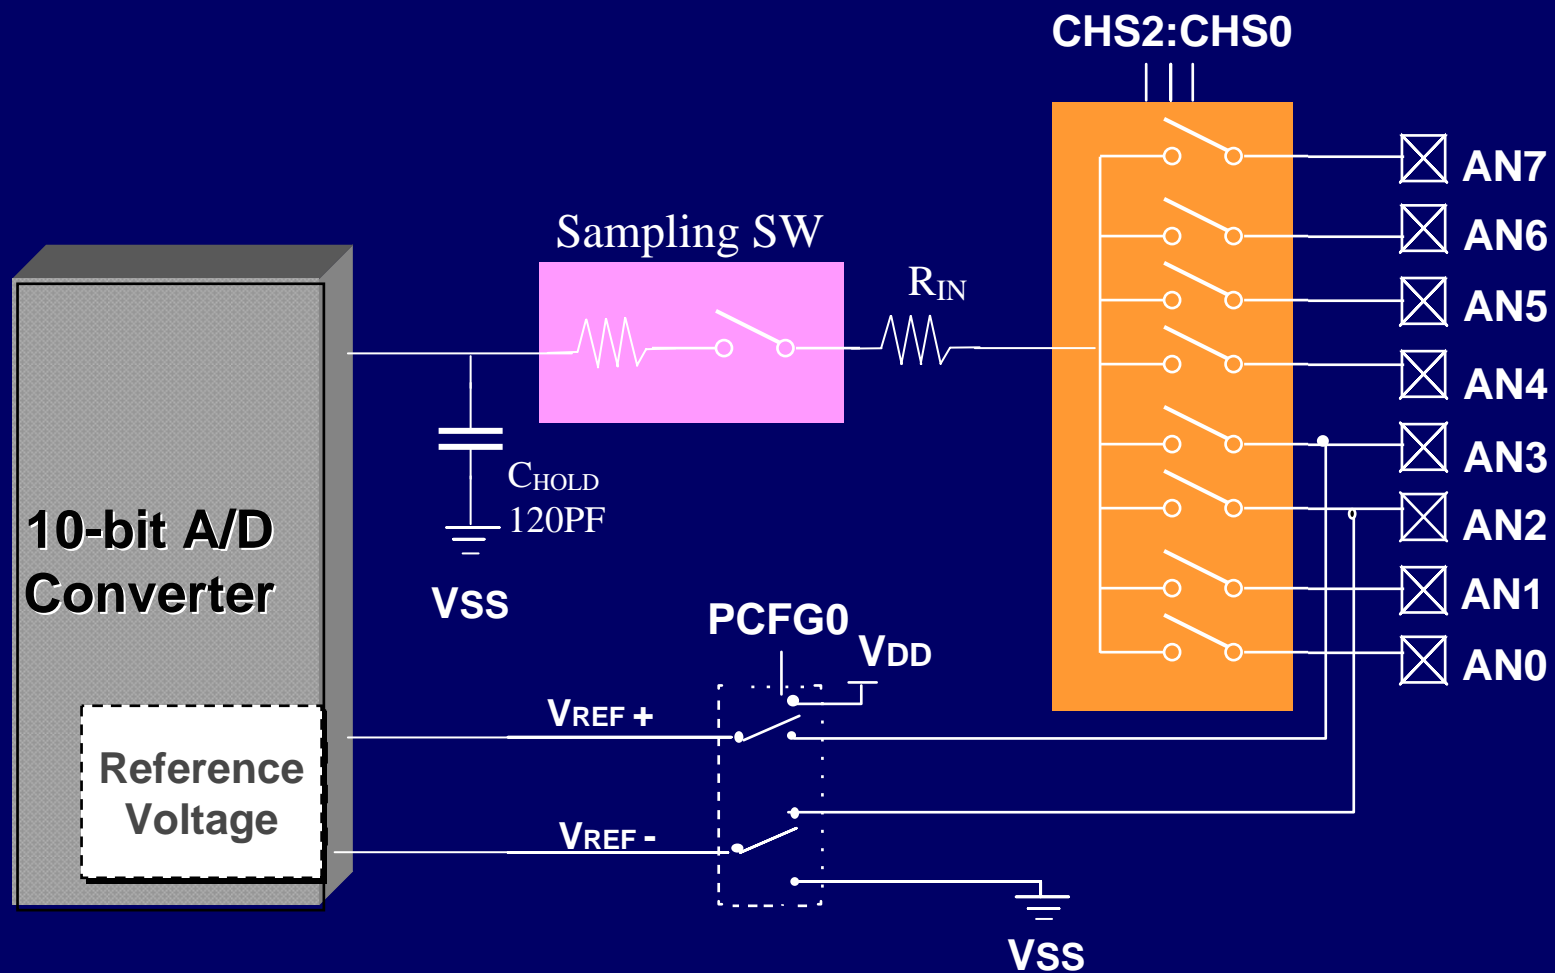 CHS2:CHS0
AN7
Sampling SW
AN6
RIN
AN5
AN4
AN3
CHOLD
120PF
10-bit A/D
Converter
AN2
VSS
AN1
PCFG0
VDD
AN0
VREF +
Reference
Voltage
VREF -
VSS